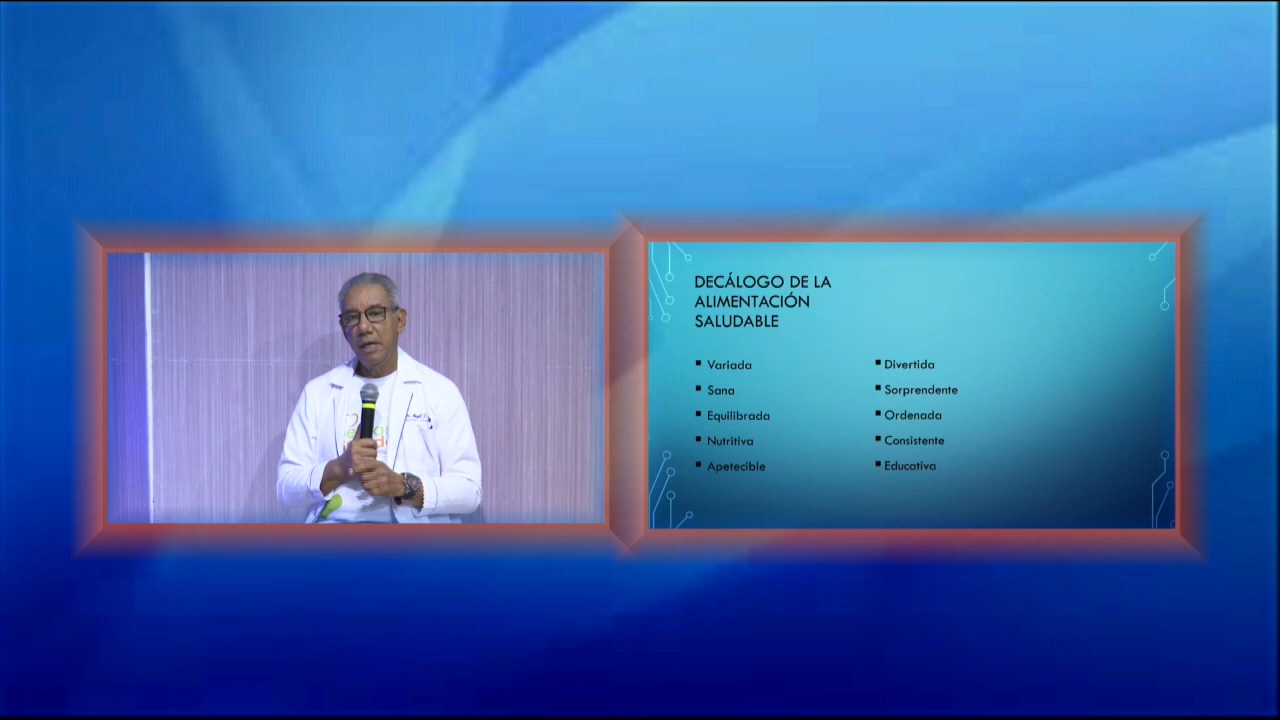 DECÁLOGO DE LA
ALIMENTACIÓN
SALUDABLE
▪ Variada
▪ Sana
▪ Equilibrada
▪ Nutritiva
▪ Apetecible
▪ Divertida
▪ Sorprendente
▪ Ordenada
▪ Consistente
▪ Educativa